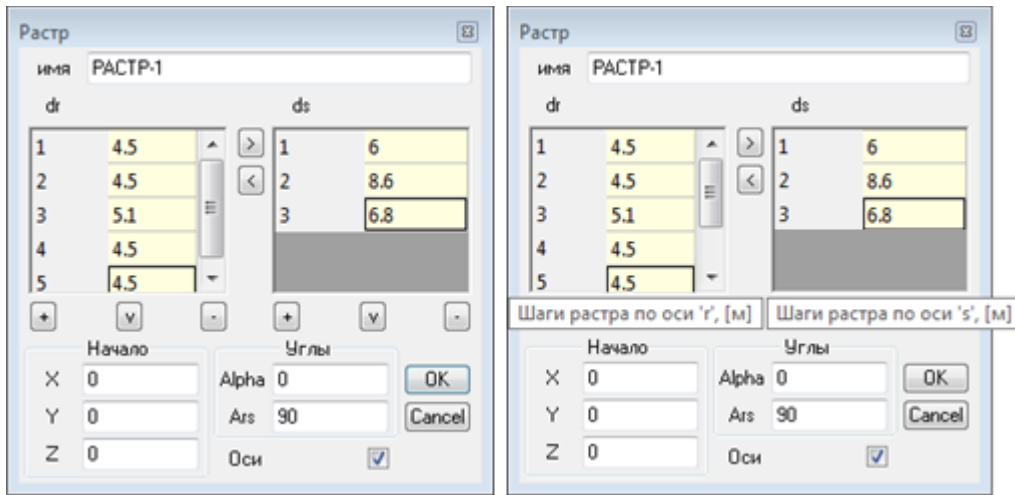 Растр
имя РАСТР-1
dr ds
1 4.5 > 1 6
2 4.5 < 2 8.6
3 5.1 3 6.8
4 4.5
5 4.5
+ v - + v -
Начало Углы
X 0 Alpha 0 OK
Y 0 Ars 90 Cancel
Z 0 Оси
Растр
имя РАСТР-1
dr ds
1 4.5 > 1 6
2 4.5 < 2 8.6
3 5.1 3 6.8
4 4.5
5 4.5
Шаги растра по оси 'r', [м] Шаги растра по оси 's', [м]
Начало Углы
X 0 Alpha 0 OK
Y 0 Ars 90 Cancel
Z 0 Оси